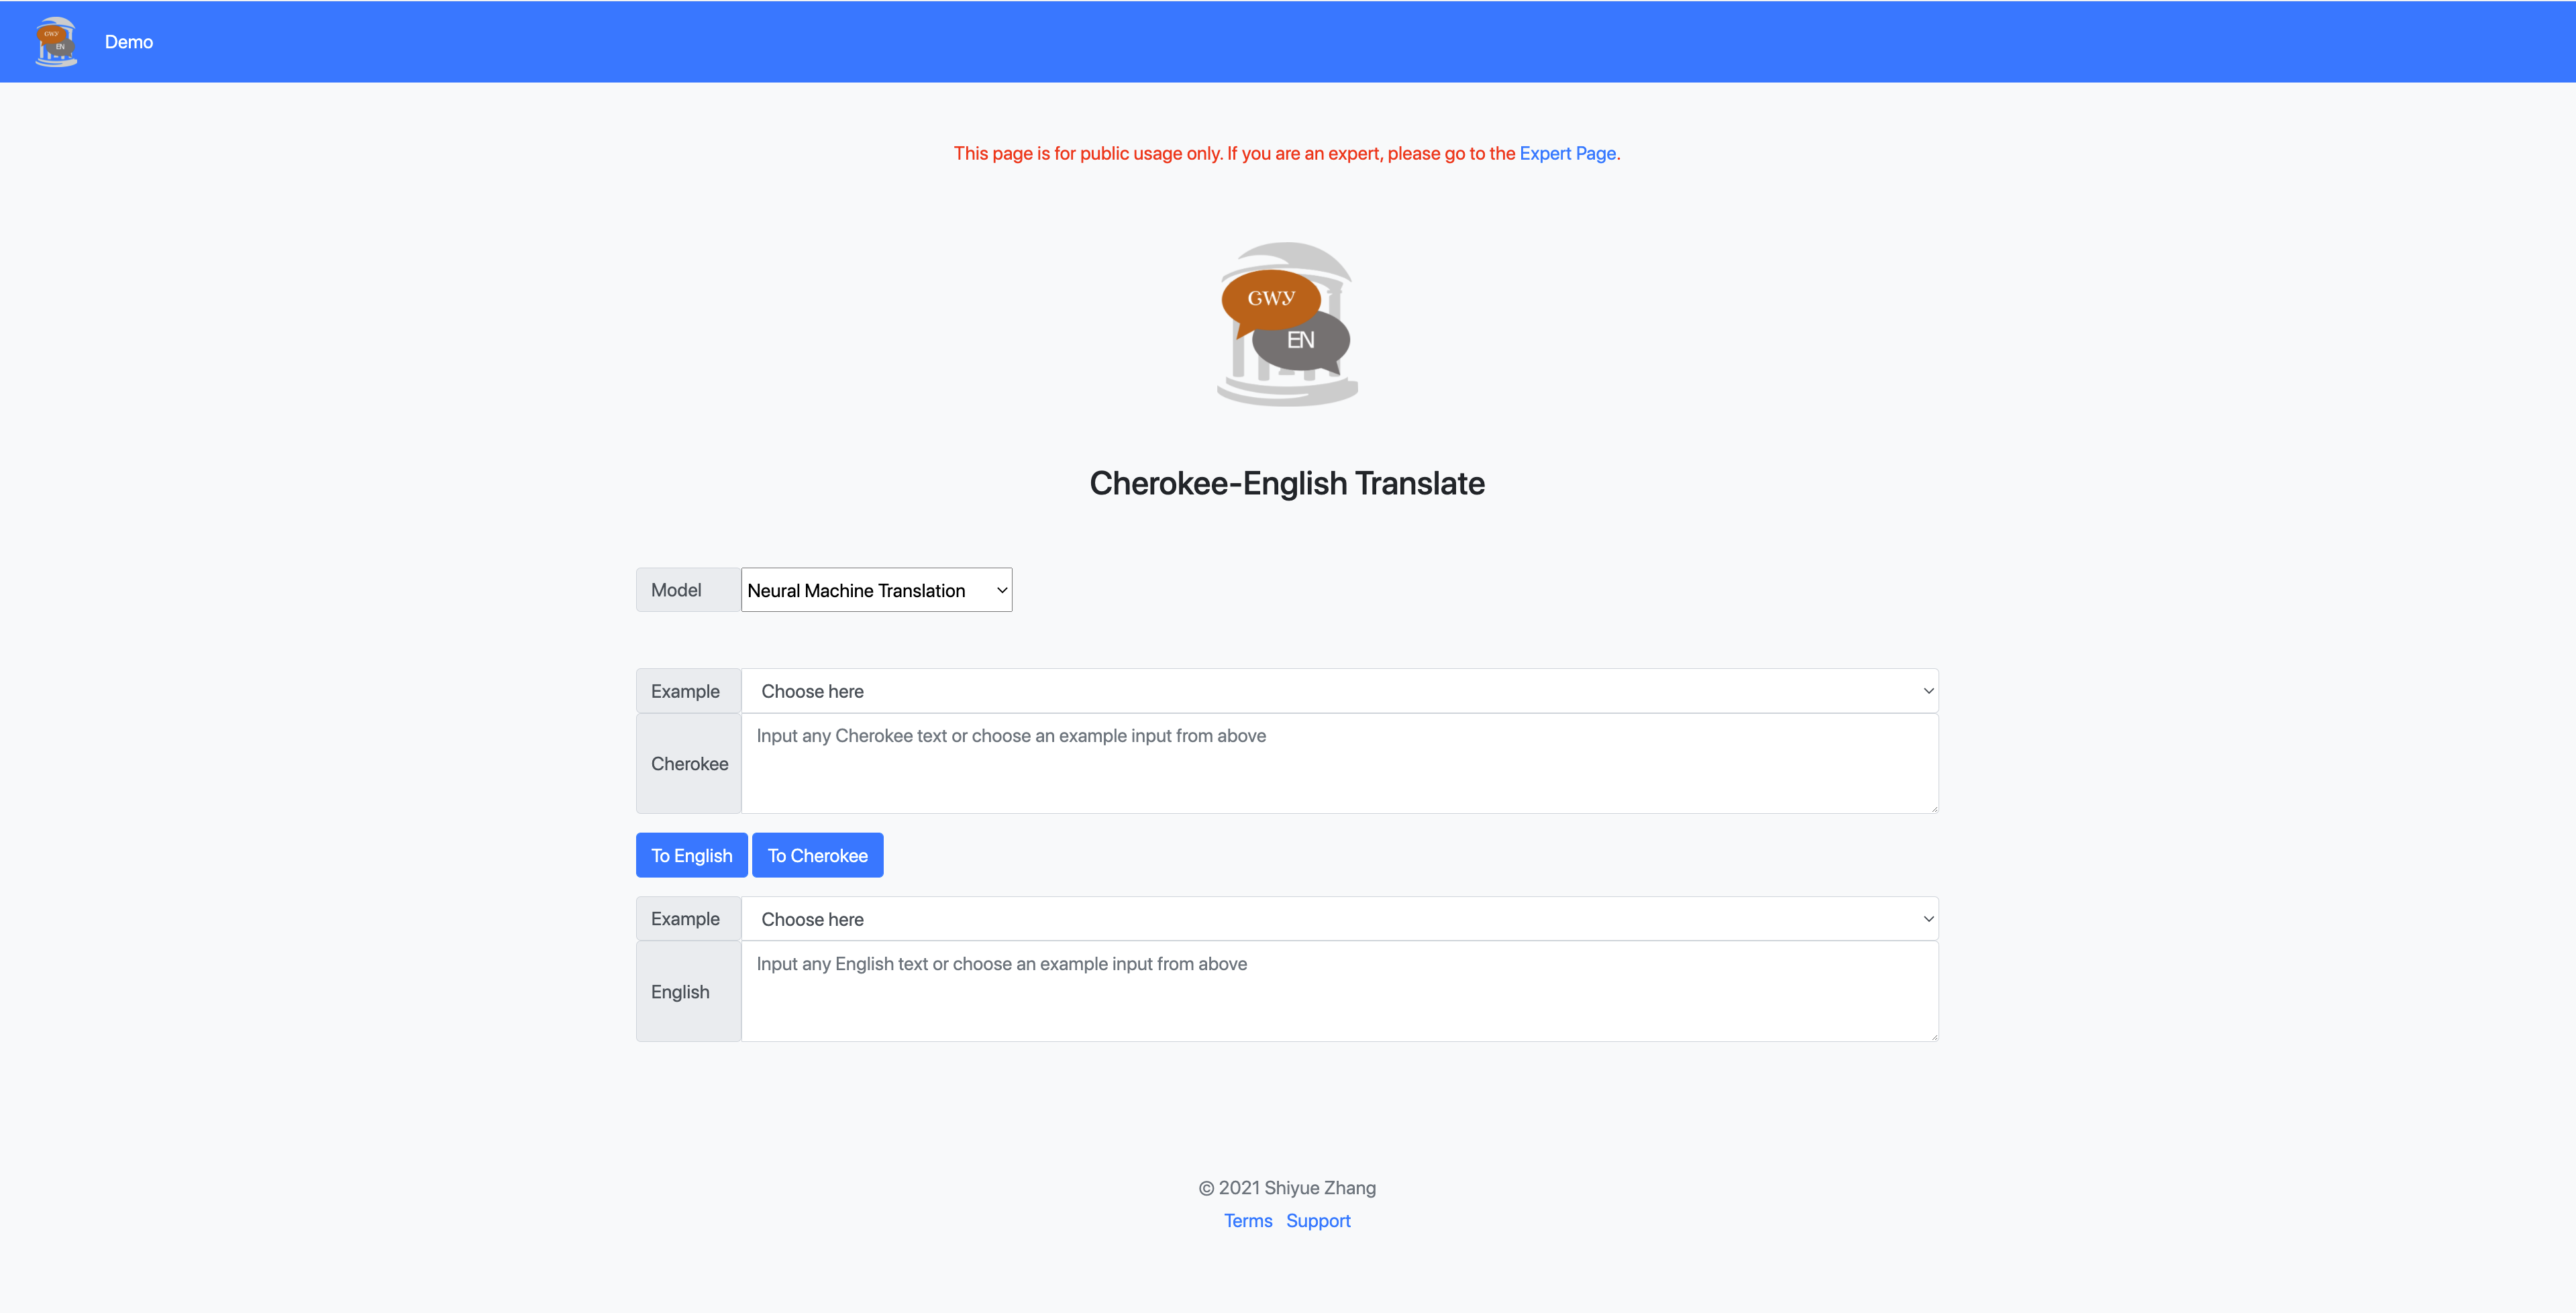 ᏣᎳᎩ
EN
Demo
This page is for public usage only. If you are an expert, please go to the Expert Page.
ᏣᎳᎩ
EN
Cherokee-English Translate
Model
Neural Machine Translation
Example
Choose here
Cherokee
Input any Cherokee text or choose an example input from above
To English To Cherokee
Example
Choose here
English
Input any English text or choose an example input from above
© 2021 Shiyue Zhang
Terms Support